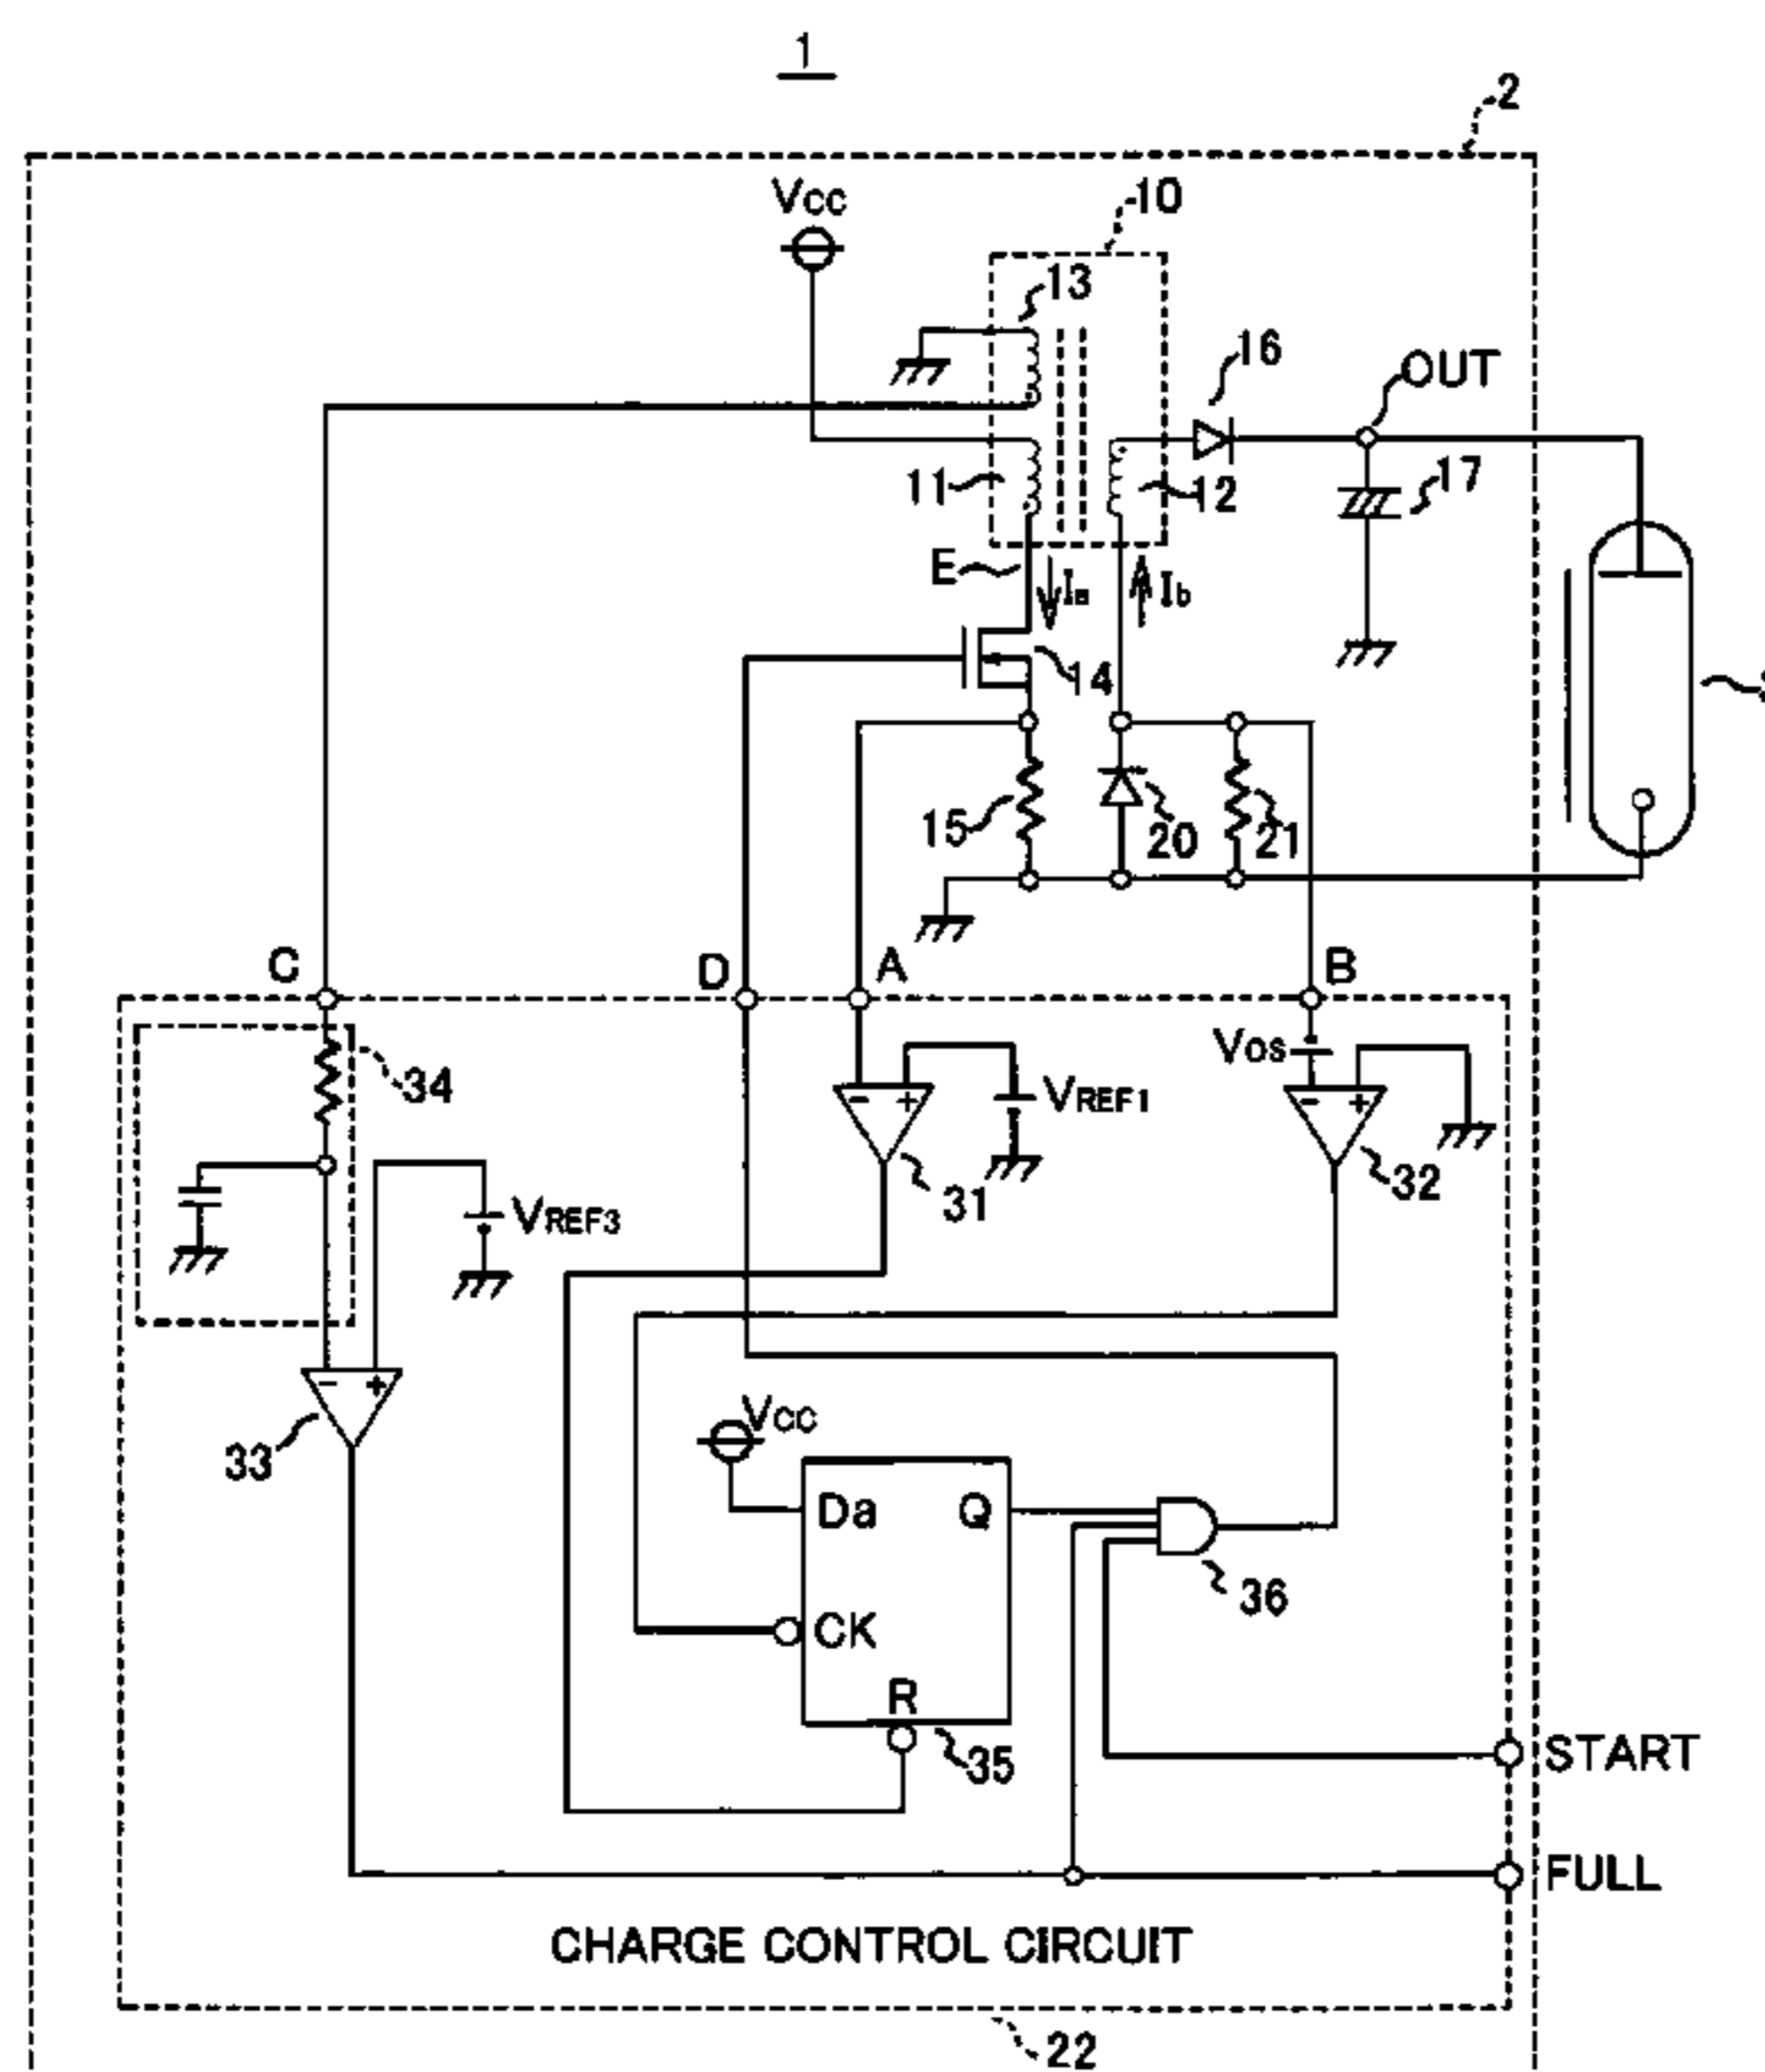 1
2
VCC
10
13
16
OUT
11
12
17
E
Ia
Ib
14
15
20
21
C
D
A
B
34
VOS
- +
VREF1
- +
31
32
VREF3
- +
33
VCC
Da
Q
36
CK
R
35
START
FULL
CHARGE CONTROL CIRCUIT
22